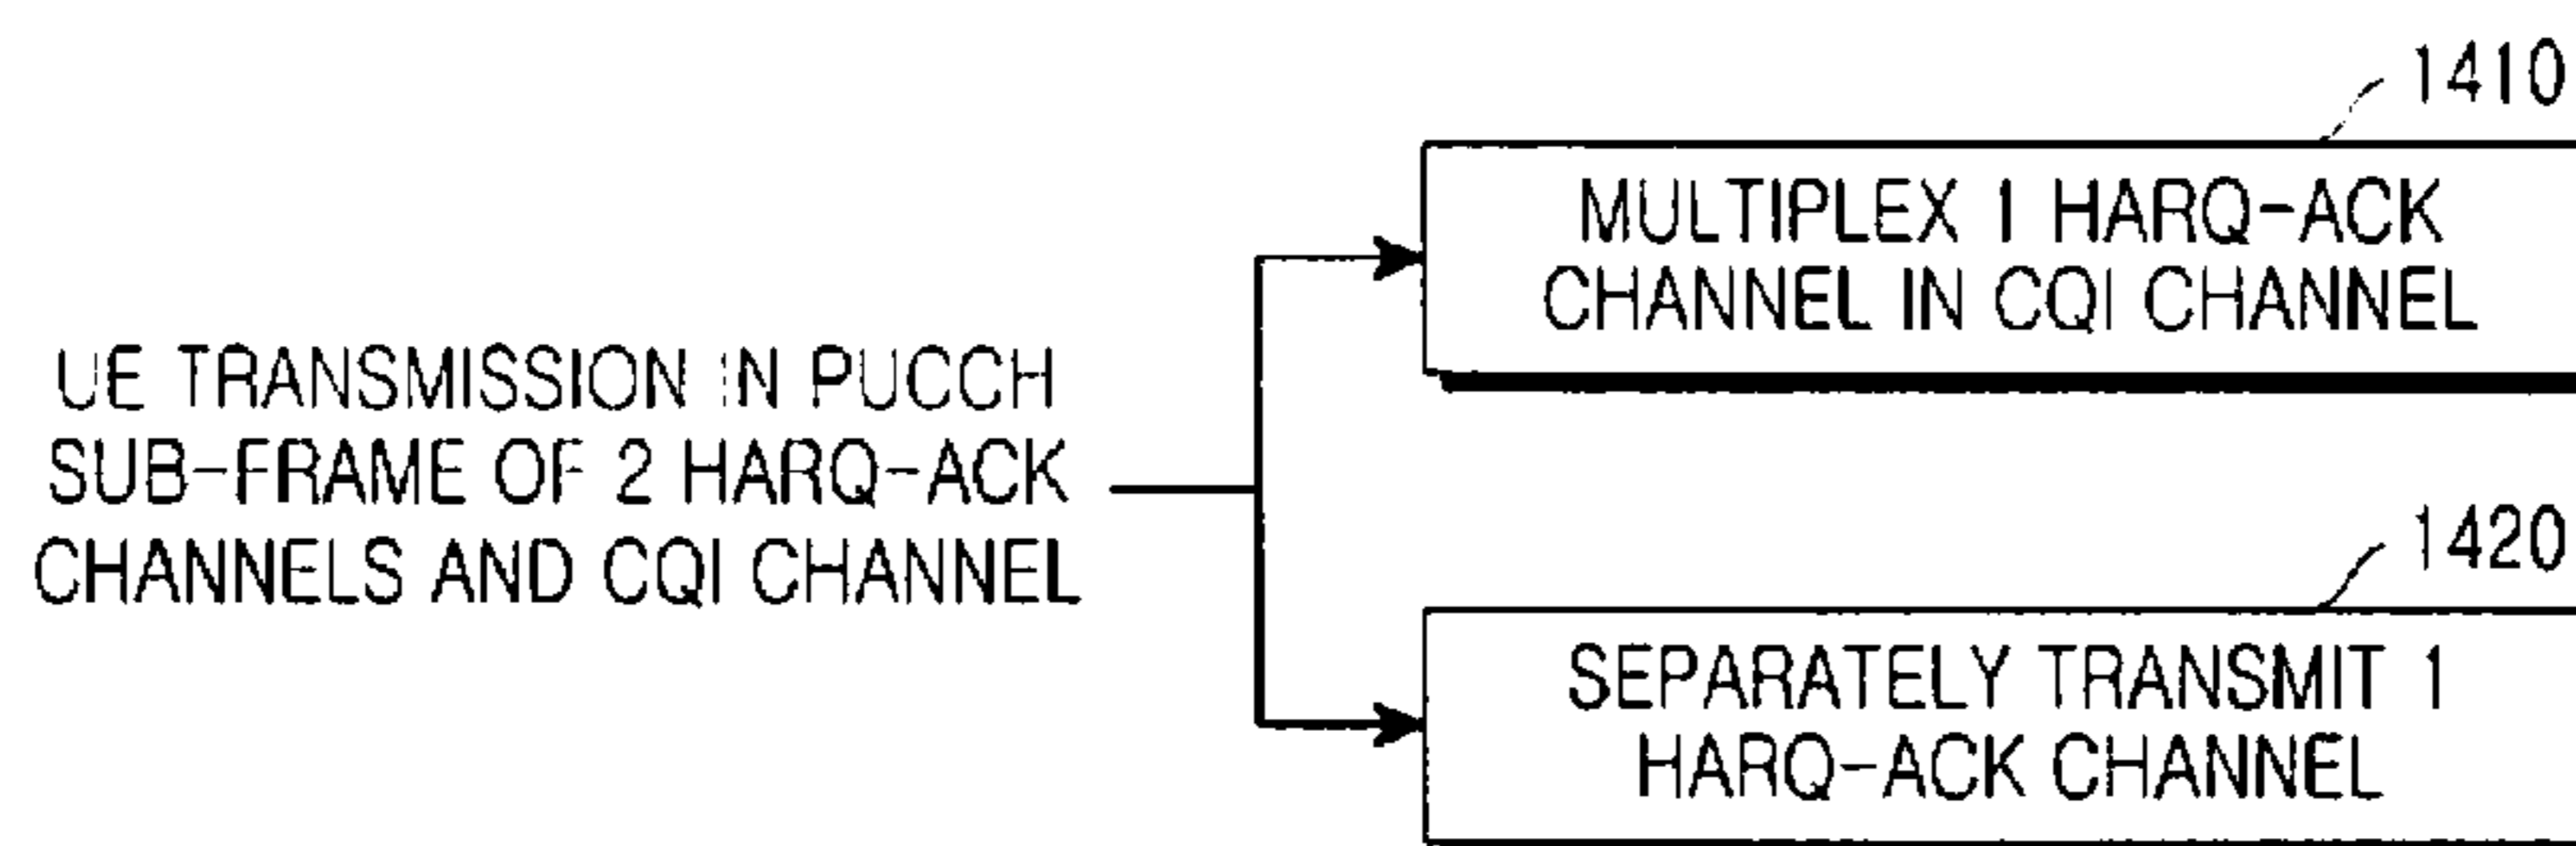 1410
MULTIPLEX 1 HARQ-ACK
CHANNEL IN CQI CHANNEL
UE TRANSMISSION IN PUCCH
SUB-FRAME OF 2 HARQ-ACK
CHANNELS AND CQI CHANNEL
1420
SEPARATELY TRANSMIT 1
HARQ-ACK CHANNEL